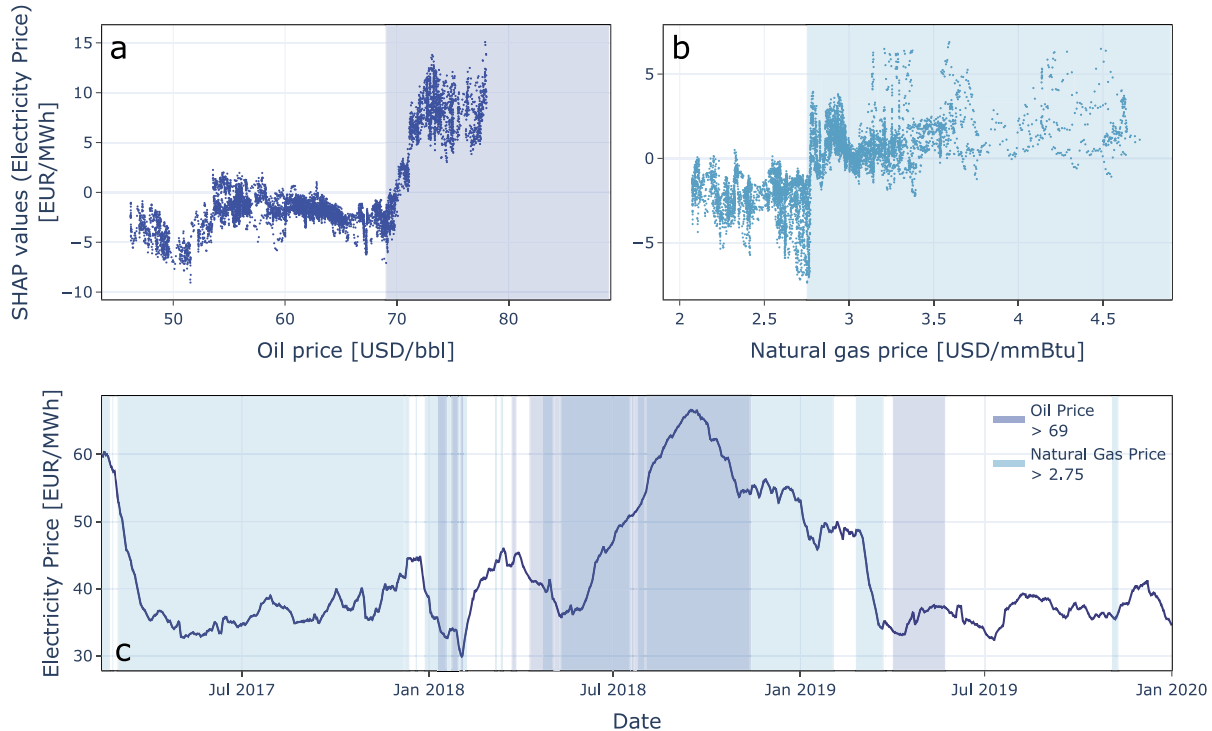 SHAP values (Electricity Price)
[EUR/MWh]
a
15
10
5
0
−5
−10
50
60
70
80
Oil price [USD/bbl]
b
5
0
−5
2
2.5
3
3.5
4
4.5
Natural gas price [USD/mmBtu]
Electricity Price [EUR/MWh]
60
50
40
30
c
Oil Price
> 69
Natural Gas Price
> 2.75
Jul 2017
Jan 2018
Jul 2018
Jan 2019
Jul 2019
Jan 2020
Date